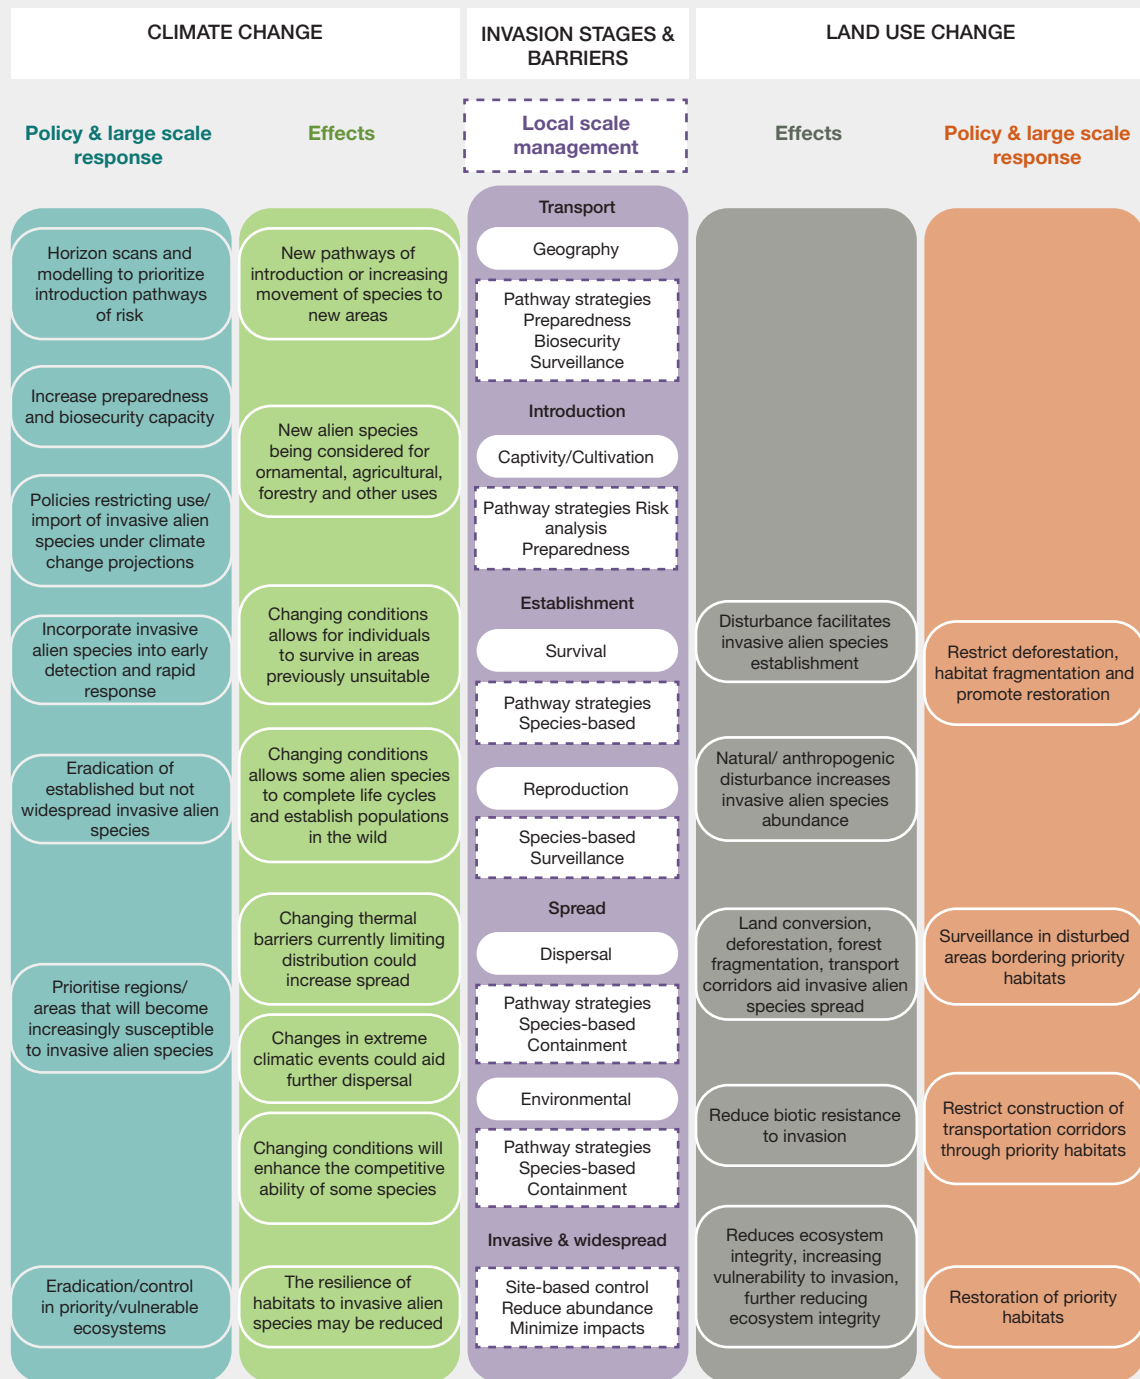 CLIMATE CHANGE
INVASION STAGES &
BARRIERS
LAND USE CHANGE
Policy & large scale
response
Effects
Local scale
management
Effects
Policy & large scale
response
Horizon scans and
modelling to prioritize
introduction pathways
of risk
Increase preparedness
and biosecurity capacity
Policies restricting use/
import of invasive alien
species under climate
change projections
Incorporate invasive
alien species into early
detection and rapid
response
Eradication of
established but not
widespread invasive alien
species
Prioritise regions/
areas that will become
increasingly susceptible
to invasive alien species
Eradication/control
in priority/vulnerable
ecosystems
New pathways of
introduction or increasing
movement of species to
new areas
New alien species
being considered for
ornamental, agricultural,
forestry and other uses
Changing conditions
allows for individuals
to survive in areas
previously unsuitable
Changing conditions
allows some alien species
to complete life cycles
and establish populations
in the wild
Changing thermal
barriers currently limiting
distribution could
increase spread
Changes in extreme
climatic events could aid
further dispersal
Changing conditions will
enhance the competitive
ability of some species
The resilience of
habitats to invasive alien
species may be reduced
Transport
Geography
Pathway strategies
Preparedness
Biosecurity
Surveillance
Introduction
Captivity/Cultivation
Pathway strategies Risk
analysis
Preparedness
Establishment
Survival
Pathway strategies
Species-based
Reproduction
Species-based
Surveillance
Spread
Dispersal
Pathway strategies
Species-based
Containment
Environmental
Pathway strategies
Species-based
Containment
Invasive & widespread
Site-based control
Reduce abundance
Minimize impacts
Disturbance facilitates
invasive alien species
establishment
Natural/ anthropogenic
disturbance increases
invasive alien species
abundance
Land conversion,
deforestation, forest
fragmentation, transport
corridors aid invasive alien
species spread
Reduce biotic resistance
to invasion
Reduces ecosystem
integrity, increasing
vulnerability to invasion,
further reducing
ecosystem integrity
Restrict deforestation,
habitat fragmentation and
promote restoration
Surveillance in disturbed
areas bordering priority
habitats
Restrict construction of
transportation corridors
through priority habitats
Restoration of priority
habitats